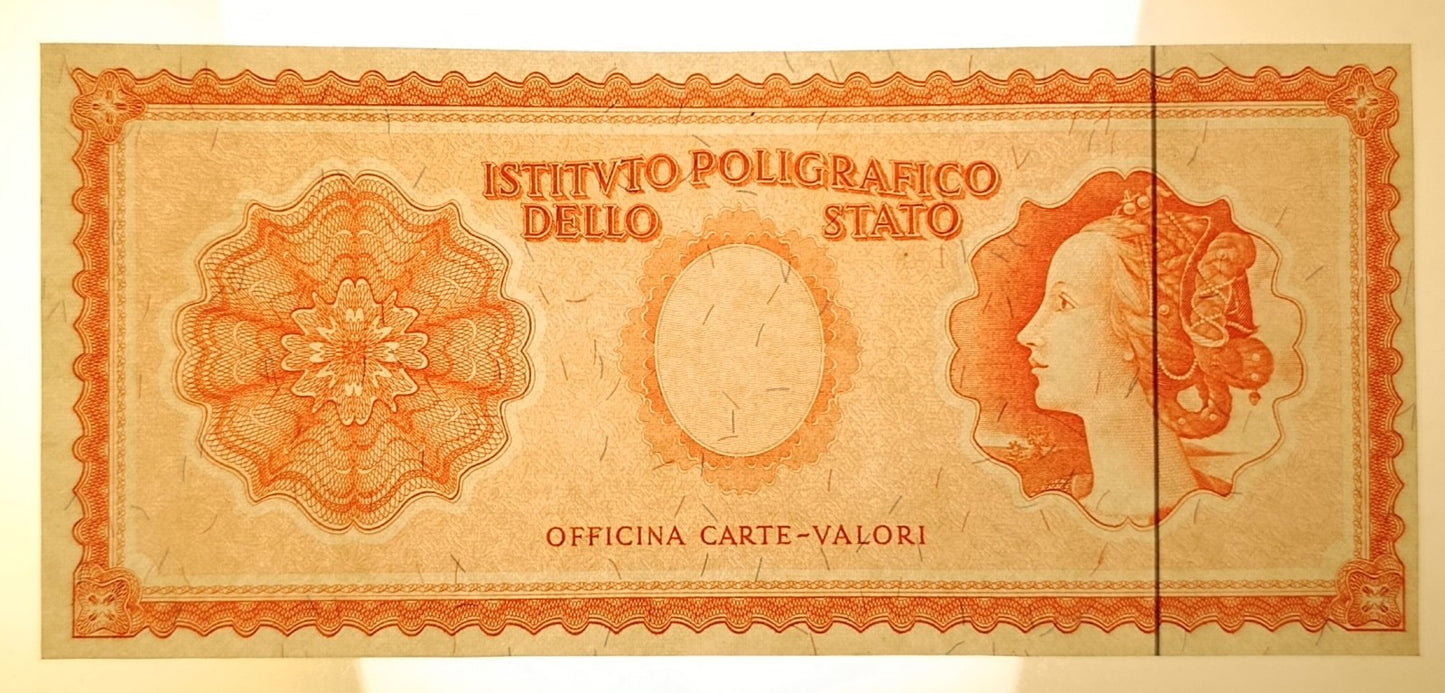 ISTITVTO POLIGRAFICO
DELLO STATO
OFFICINA CARTE-VALORI